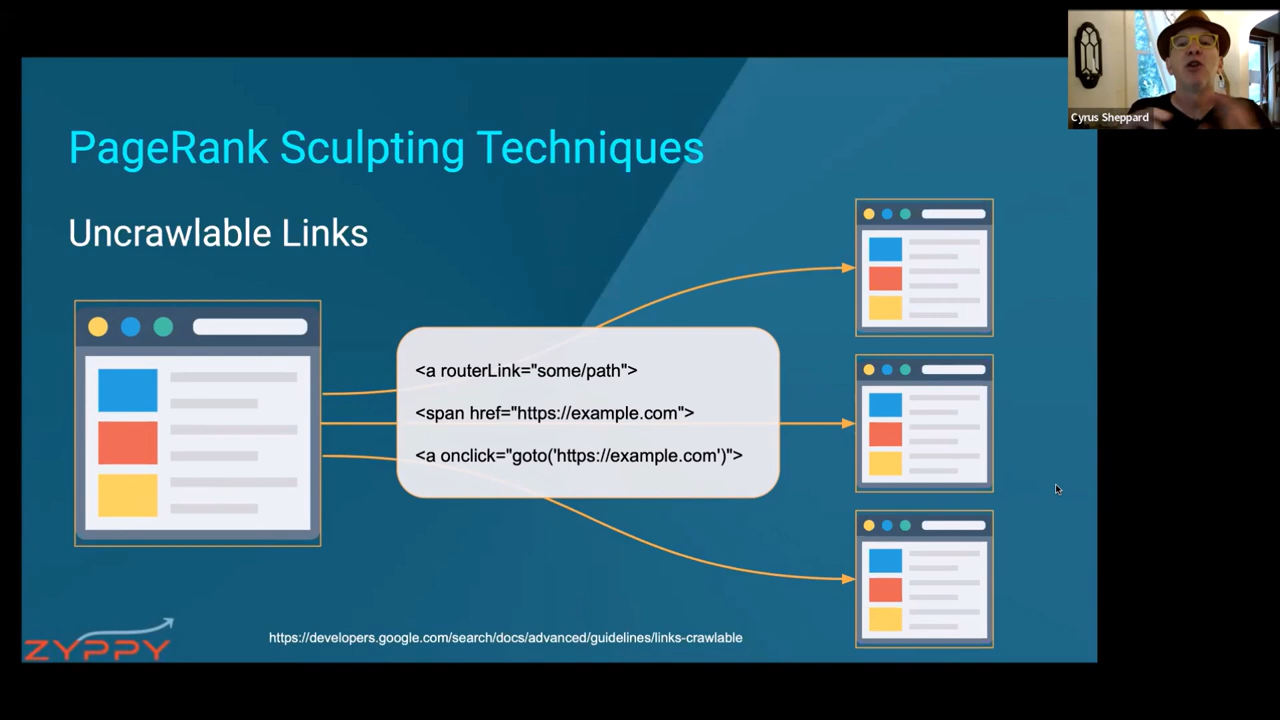 Cyrus Sheppard
PageRank Sculpting Techniques
Uncrawlable Links
<a routerLink="some/path">
<span href="https://example.com">
<a onclick="goto('https://example.com')">
ZYPPY
https://developers.google.com/search/docs/advanced/guidelines/links-crawlable